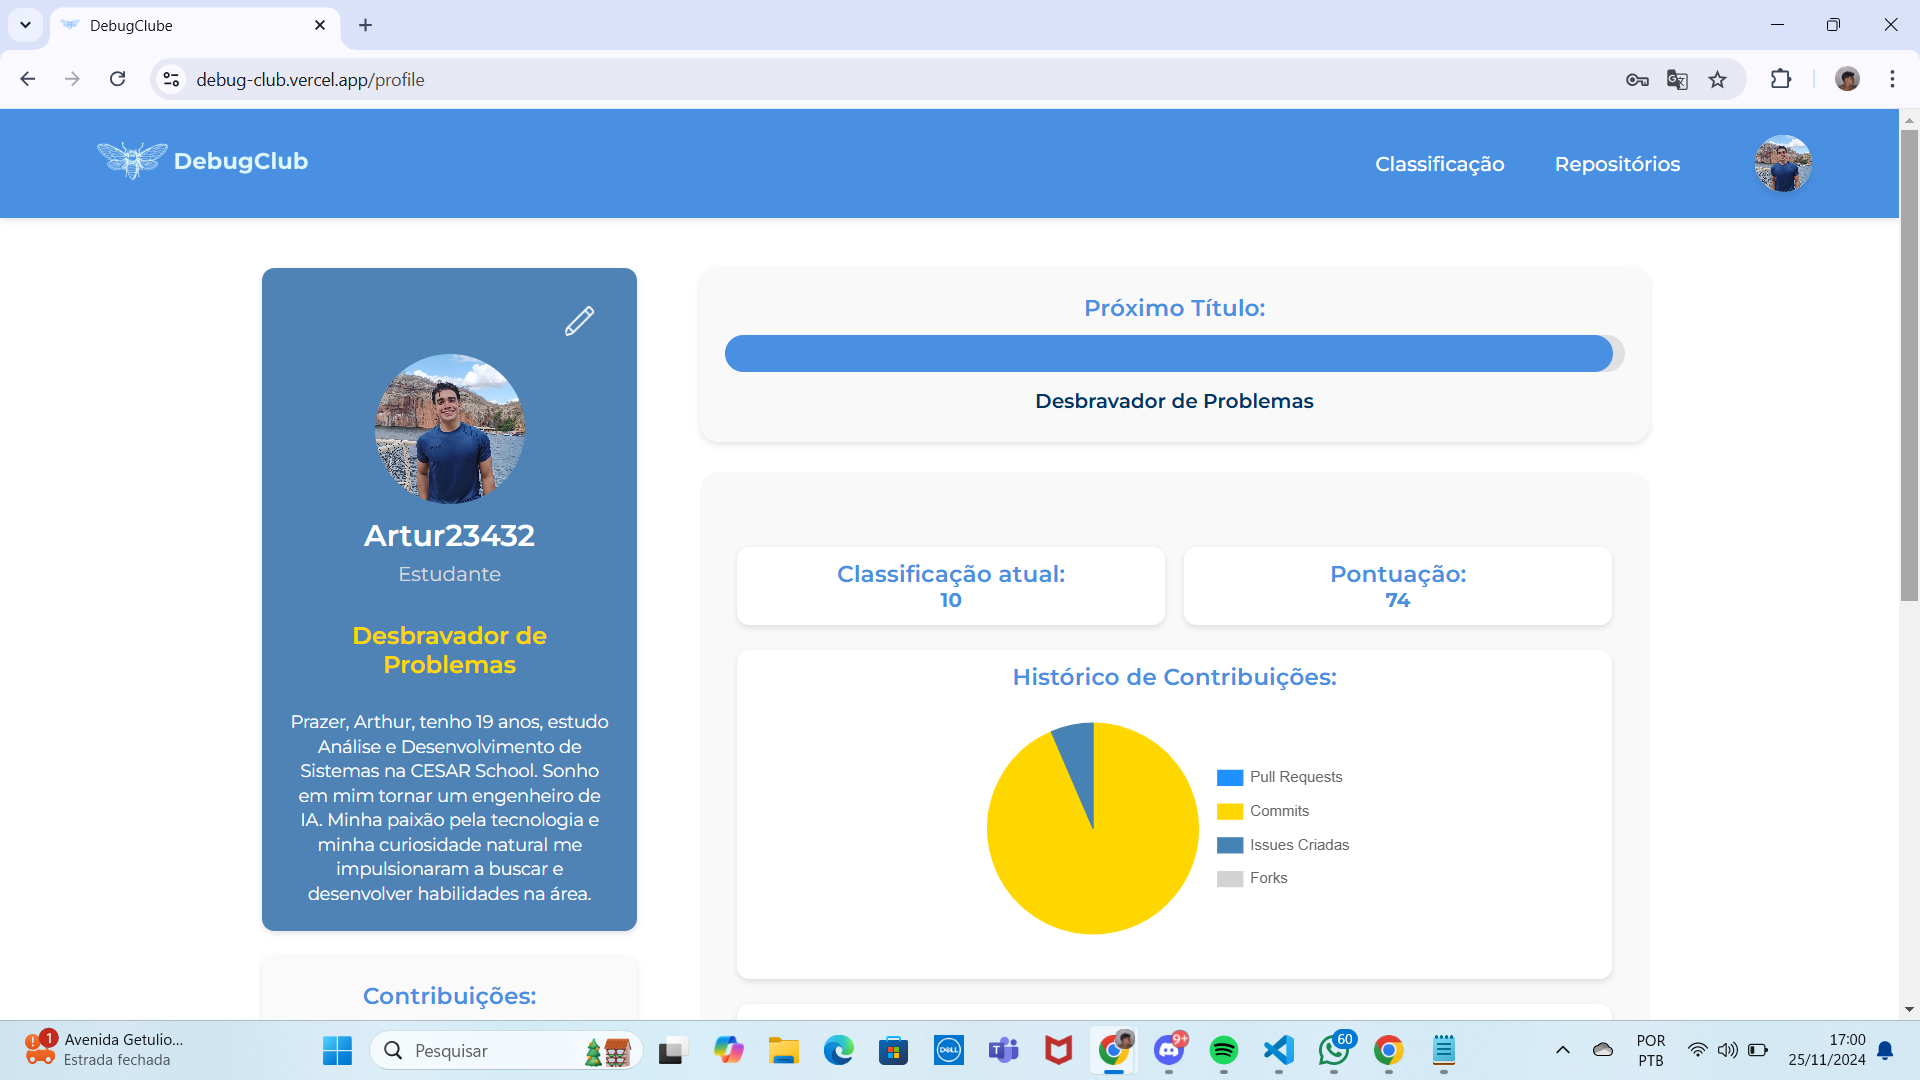 DebugClube
debug-club.vercel.app/profile
DebugClub
Classificação
Repositórios
Artur23432
Estudante
Desbravador de
Problemas
Prazer, Arthur, tenho 19 anos, estudo
Análise e Desenvolvimento de
Sistemas na CESAR School. Sonho
em mim tornar um engenheiro de
IA. Minha paixão pela tecnologia e
minha curiosidade natural me
impulsionaram a buscar e
desenvolver habilidades na área.
Contribuições:
Próximo Título:
Desbravador de Problemas
Classificação atual:
10
Pontuação:
74
Histórico de Contribuições:
Pull Requests
Commits
Issues Criadas
Forks
1
Avenida Getulio...
Estrada fechada
Pesquisar
DELL
9+
60
POR
PTB
17:00
25/11/2024